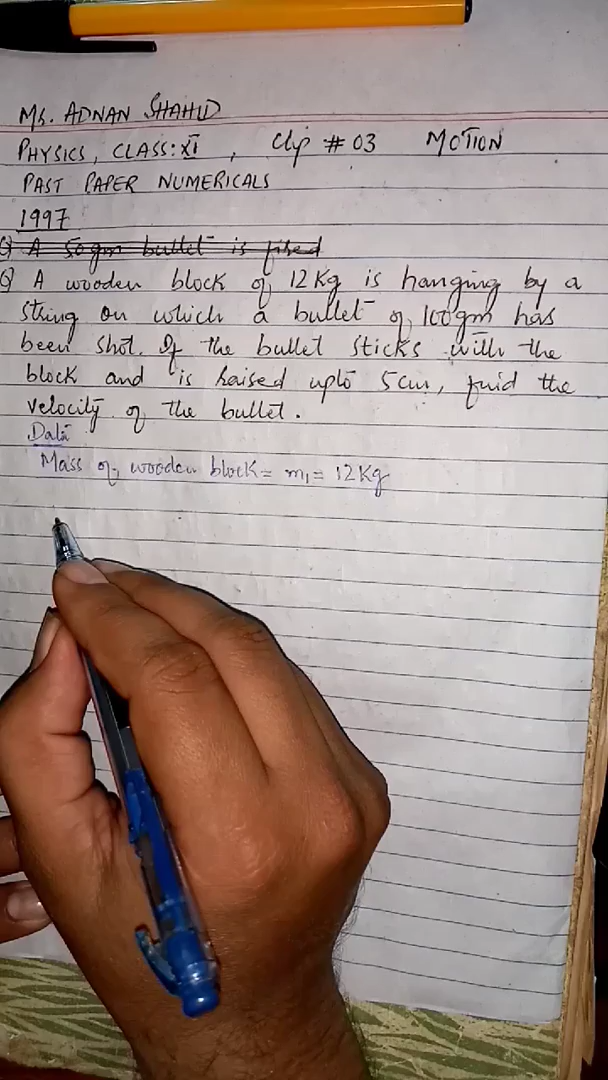 MS. ADNAN SHAHID
PHYSICS, CLASS: XI , Clip # 03 MOTION
PAST PAPER NUMERICALS
1997
Q) A 50gm bullet is fired
Q) A wooden block of 12 Kg is hanging by a
string on which a bullet of 100gm has
been shot. If the bullet sticks with the
block and is raised upto 5cm, find the
velocity of the bullet.
Data
Mass of wooden block = m₁ = 12 Kg